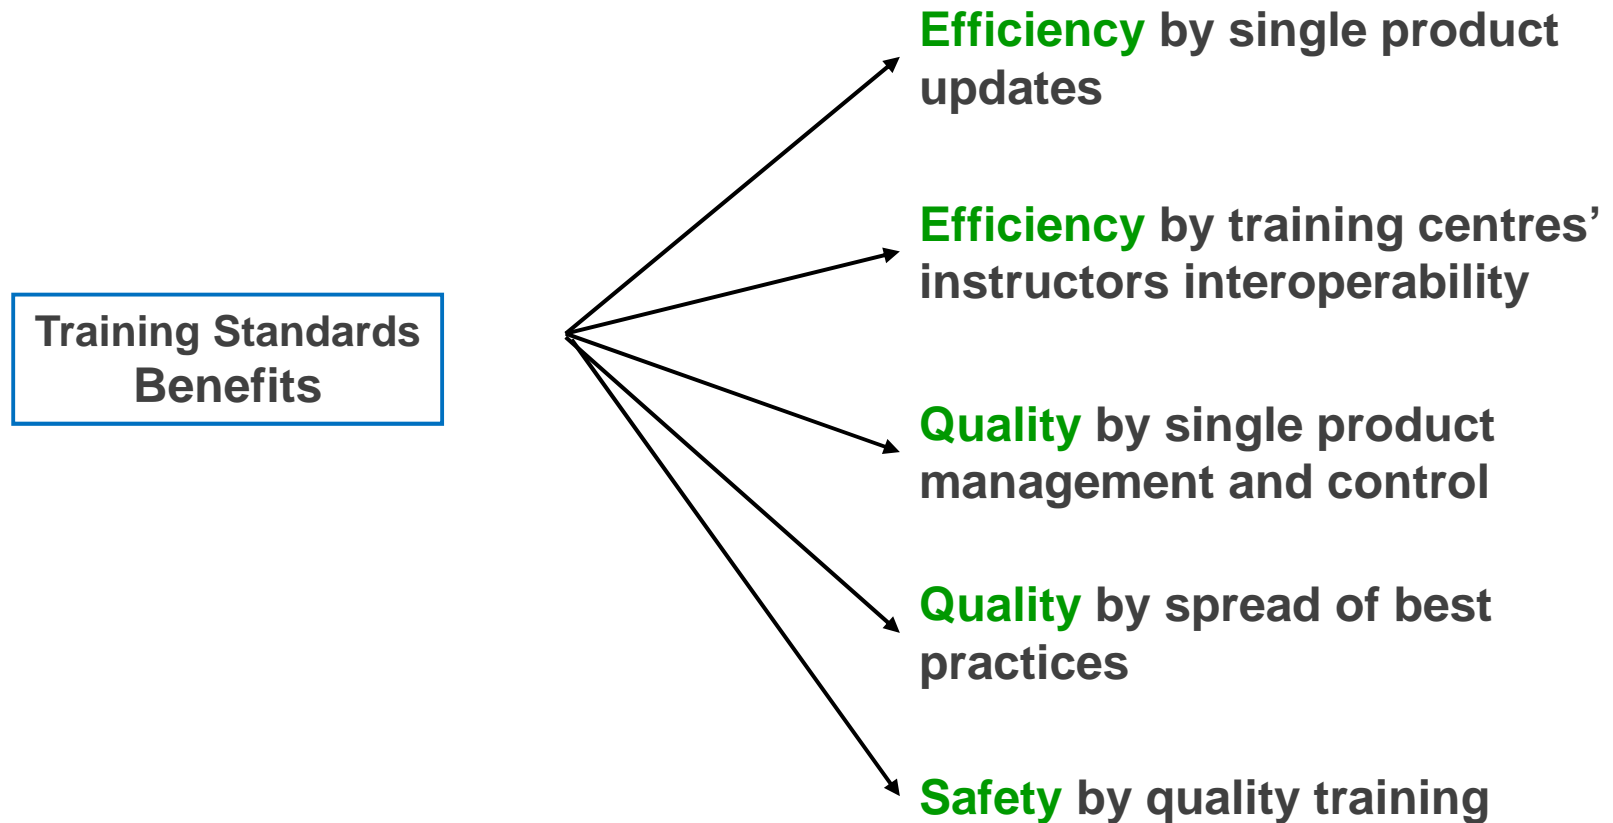 Efficiency by single product
updates
Efficiency by training centres’
instructors interoperability
Training Standards
Benefits
Quality by single product
management and control
Quality by spread of best
practices
Safety by quality training